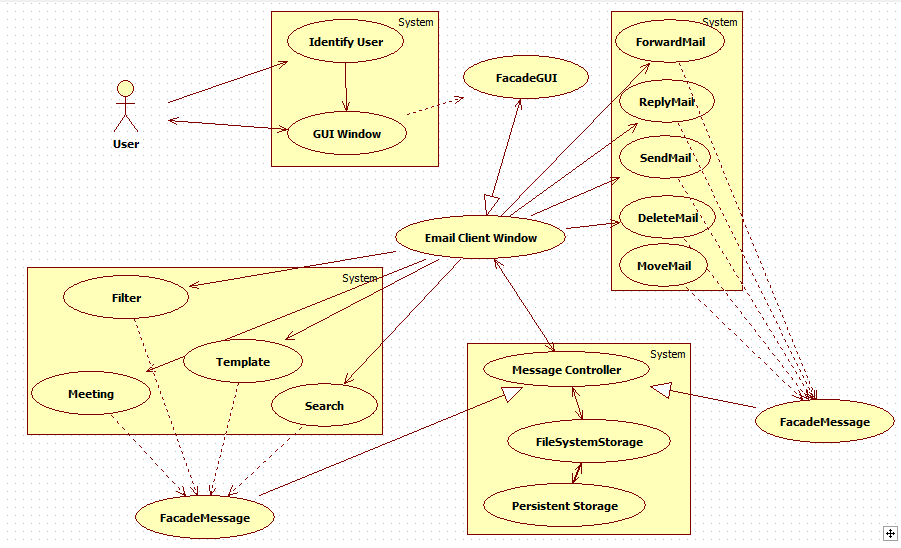 System
Identify User
GUI Window
User
FacadeGUI
System
ForwardMail
ReplyMail
SendMail
DeleteMail
MoveMail
Email Client Window
System
Filter
Template
Meeting
Search
System
Message Controller
FileSystemStorage
Persistent Storage
FacadeMessage
FacadeMessage